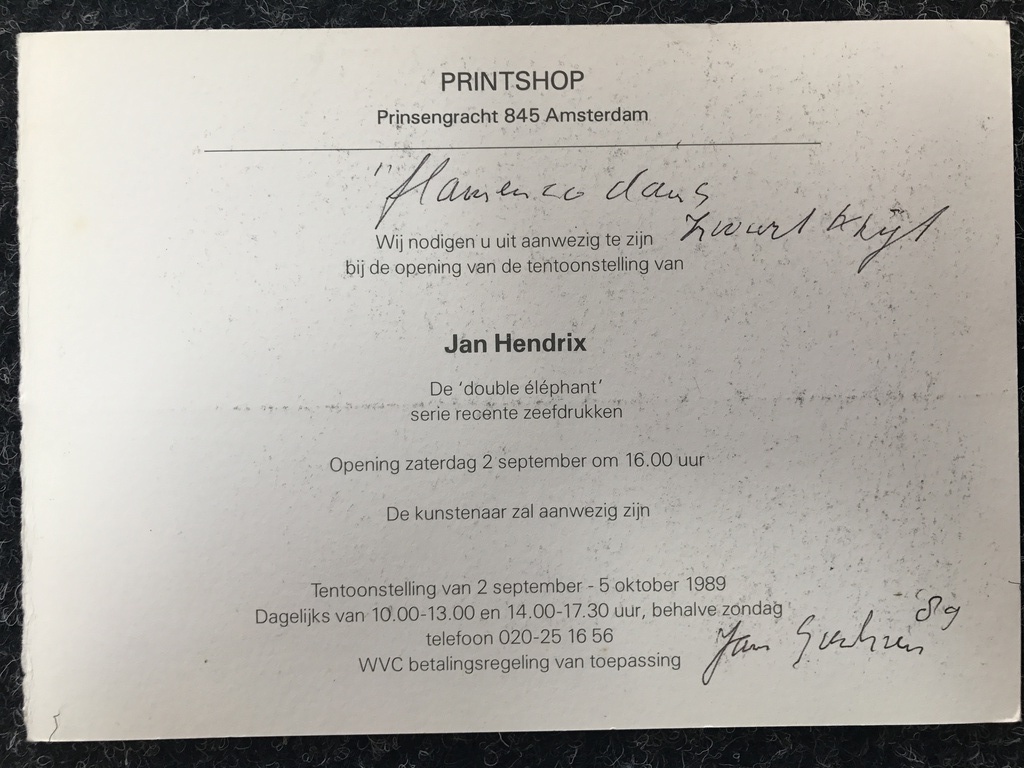 PRINTSHOP
Prinsengracht 845 Amsterdam
"flamenco dans
zwart krijt
Wij nodigen u uit aanwezig te zijn
bij de opening van de tentoonstelling van
Jan Hendrix
De 'double éléphant'
serie recente zeefdrukken
Opening zaterdag 2 september om 16.00 uur
De kunstenaar zal aanwezig zijn
Tentoonstelling van 2 september - 5 oktober 1989
Dagelijks van 10.00-13.00 en 14.00-17.30 uur, behalve zondag
telefoon 020-25 16 56
WVC betalingsregeling van toepassing
Jan '89